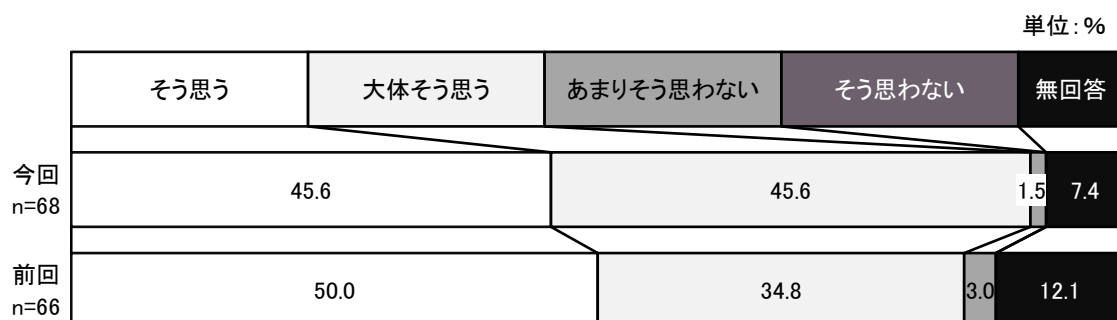 単位：％
そう思う 大体そう思う あまりそう思わない そう思わない 無回答
今回
n=68
45.6 45.6 1.5 7.4
前回
n=66
50.0 34.8 3.0 12.1